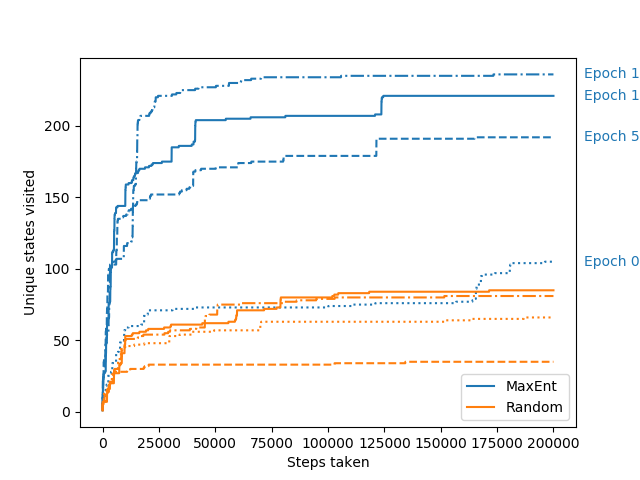 Unique states visited
200
150
100
50
0
Epoch 1
Epoch 1
Epoch 5
Epoch 0
MaxEnt
Random
0 25000 50000 75000 100000 125000 150000 175000 200000
Steps taken